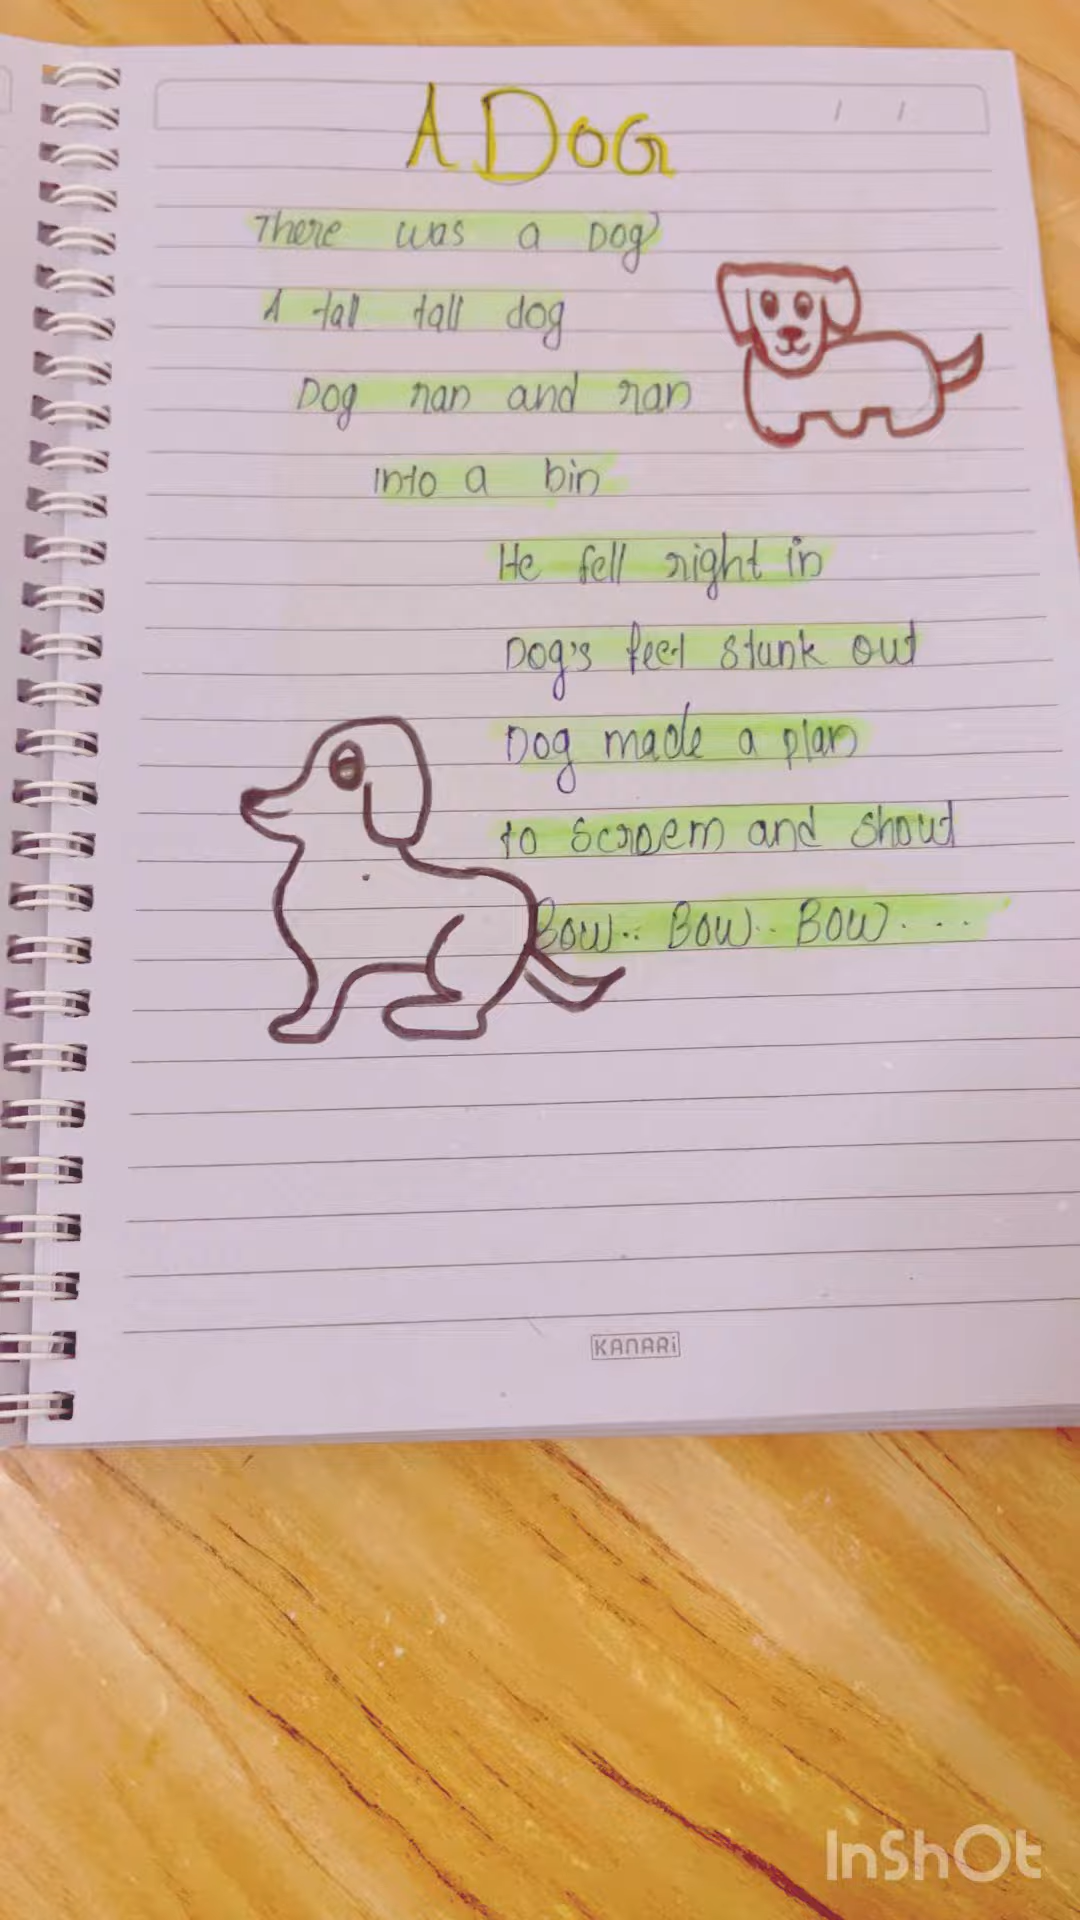 A DOG
There was a Dog
A tall tall dog
Dog ran and ran
into a bin
He fell right in
Dog's feet stunk out
Dog made a plan
to scroem and shout
Bow.. Bow.. Bow....
KANARi
InShOt